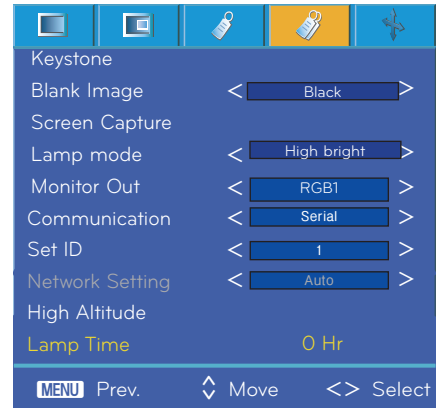 Keystone
Blank Image < Black >
Screen Capture
Lamp mode < High bright >
Monitor Out < RGB1 >
Communication < Serial >
Set ID < 1 >
Network Setting < Auto >
High Altitude
Lamp Time 0 Hr
MENU Prev. Move <> Select